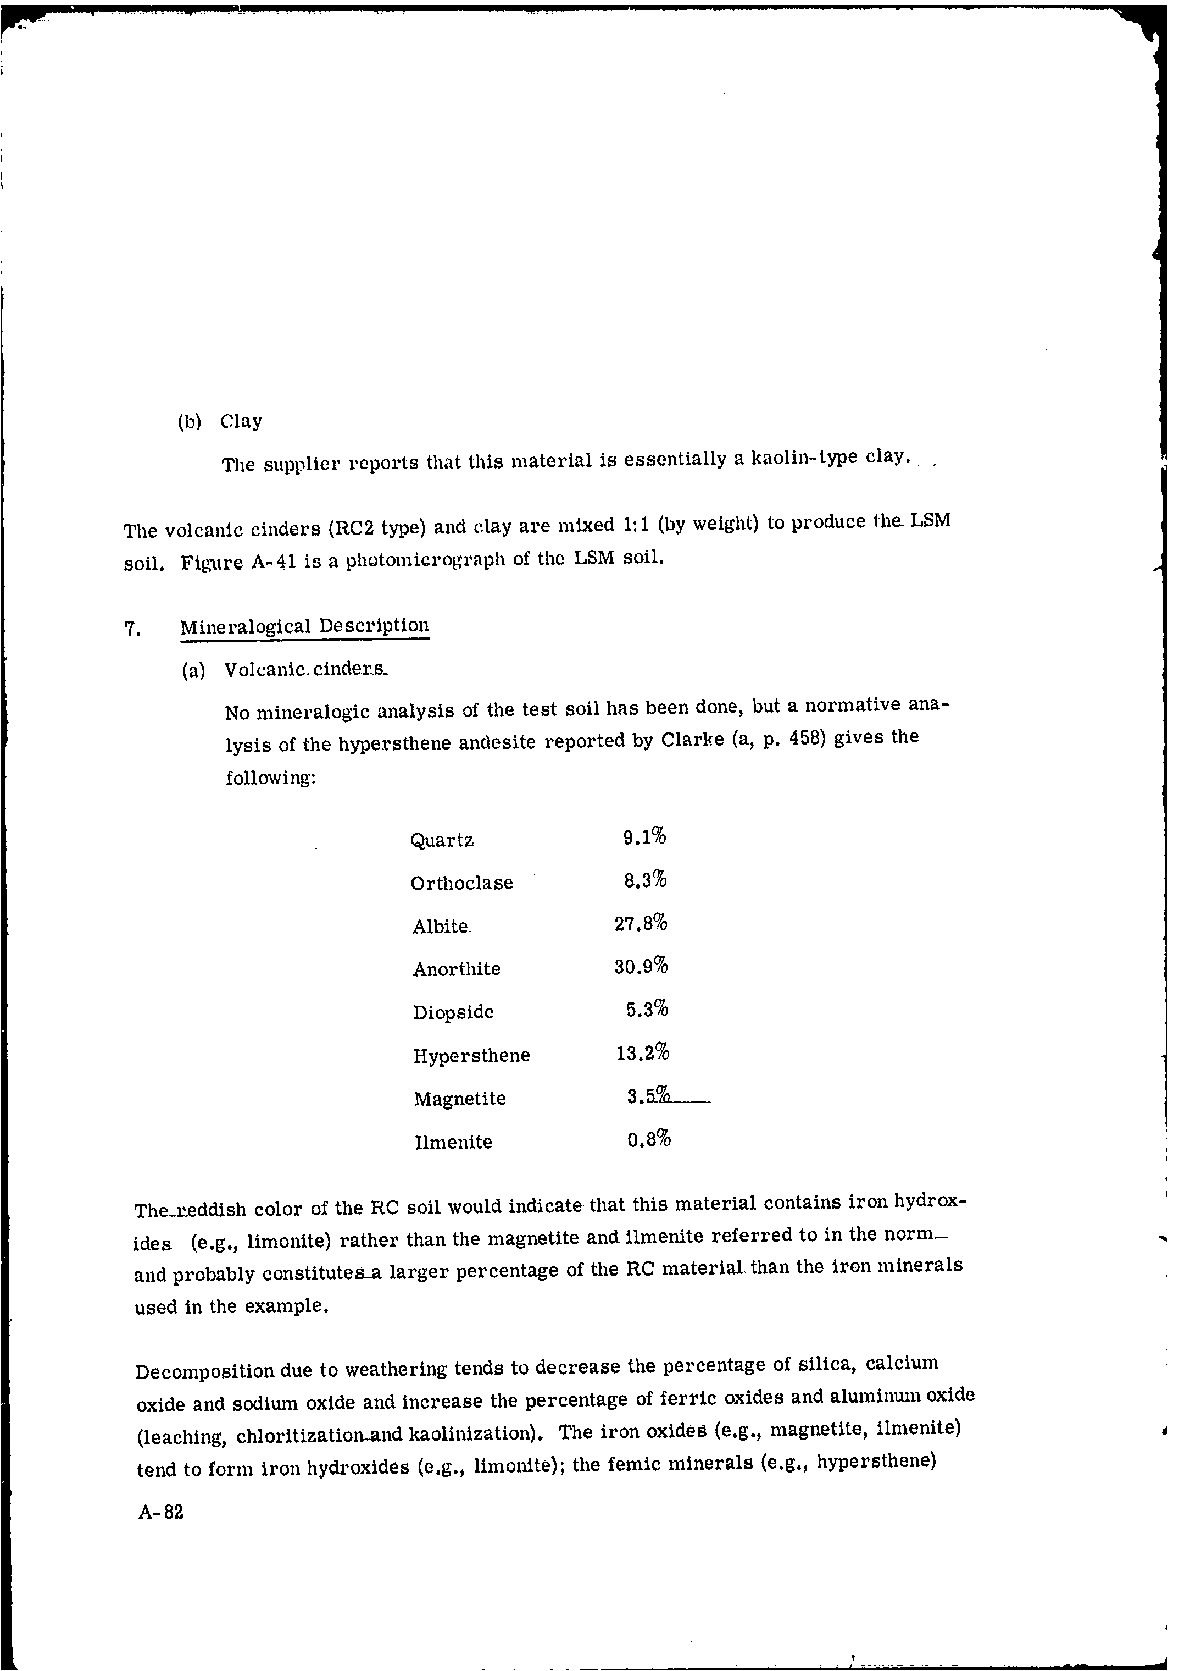 (b) Clay
The supplier reports that this material is essentially a kaolin-type clay.
The volcanic cinders (RC2 type) and clay are mixed 1:1 (by weight) to produce the LSM
soil. Figure A-41 is a photomicrograph of the LSM soil.
7. Mineralogical Description
(a) Volcanic cinders
No mineralogic analysis of the test soil has been done, but a normative ana-
lysis of the hypersthene andesite reported by Clarke (a, p. 458) gives the
following:
Quartz 9.1%
Orthoclase 8.3%
Albite 27.8%
Anorthite 30.9%
Diopside 5.3%
Hypersthene 13.2%
Magnetite 3.5%
Ilmenite 0.8%
The reddish color of the RC soil would indicate that this material contains iron hydrox-
ides (e.g., limonite) rather than the magnetite and ilmenite referred to in the norm
and probably constitutes a larger percentage of the RC material than the iron minerals
used in the example.
Decomposition due to weathering tends to decrease the percentage of silica, calcium
oxide and sodium oxide and increase the percentage of ferric oxides and aluminum oxide
(leaching, chloritization and kaolinization). The iron oxides (e.g., magnetite, ilmenite)
tend to form iron hydroxides (e.g., limonite); the femic minerals (e.g., hypersthene)
A-82